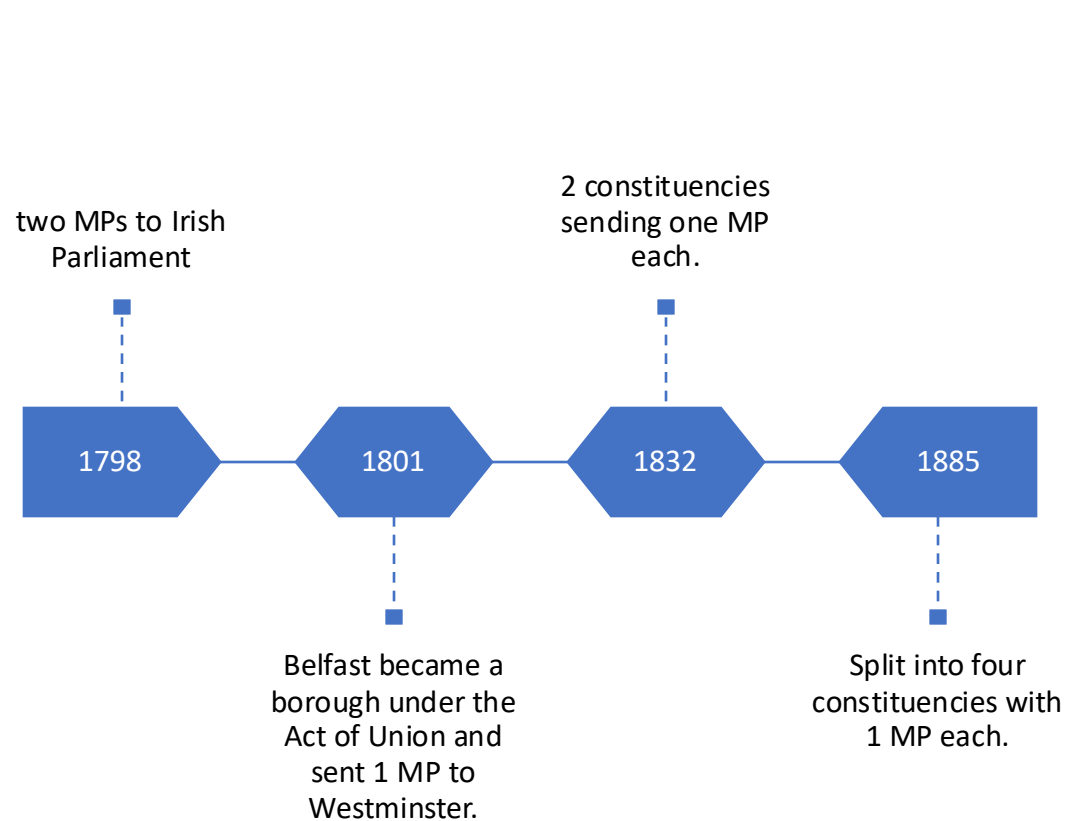 two MPs to Irish
Parliament
2 constituencies
sending one MP
each.
1798
1801
1832
1885
Belfast became a
borough under the
Act of Union and
sent 1 MP to
Westminster.
Split into four
constituencies with
1 MP each.